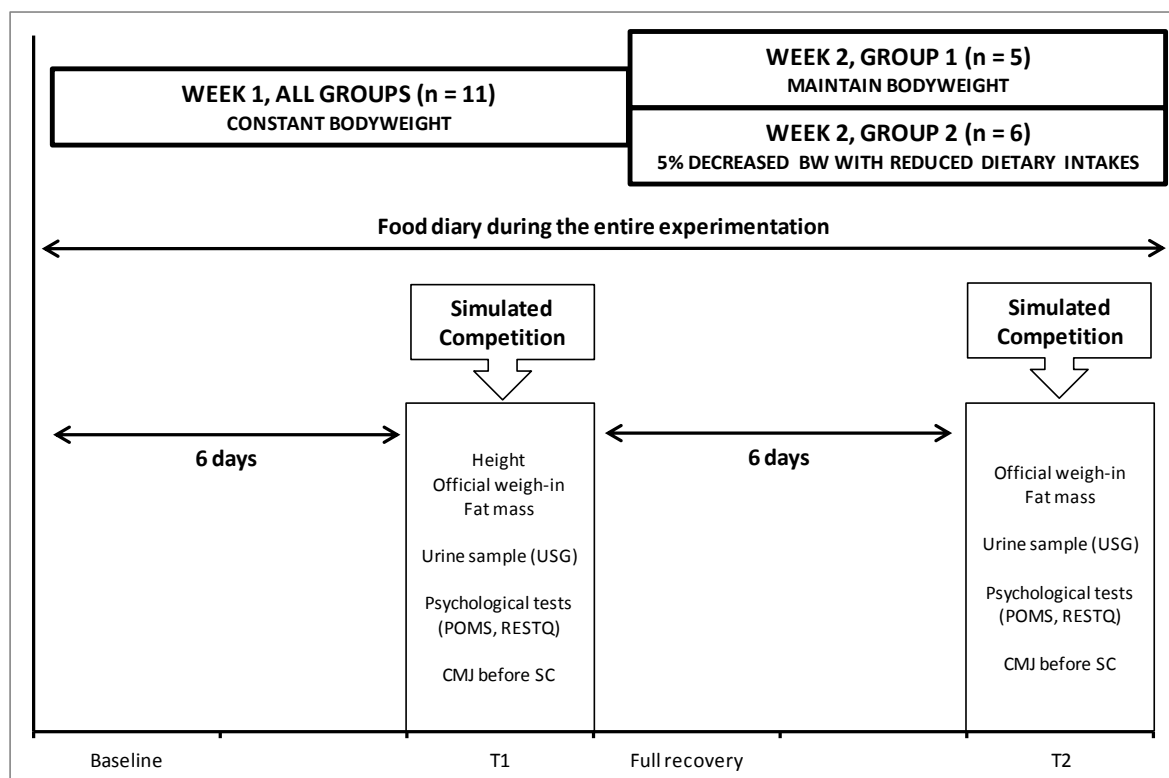 WEEK 1, ALL GROUPS (n = 11)
CONSTANT BODYWEIGHT
WEEK 2, GROUP 1 (n = 5)
MAINTAIN BODYWEIGHT
WEEK 2, GROUP 2 (n = 6)
5% DECREASED BW WITH REDUCED DIETARY INTAKES
Food diary during the entire experimentation
Simulated
Competition
Simulated
Competition
6 days
Height
Official weigh-in
Fat mass
Urine sample (USG)
Psychological tests
(POMS, RESTQ)
CMJ before SC
6 days
Official weigh-in
Fat mass
Urine sample (USG)
Psychological tests
(POMS, RESTQ)
CMJ before SC
Baseline
T1
Full recovery
T2